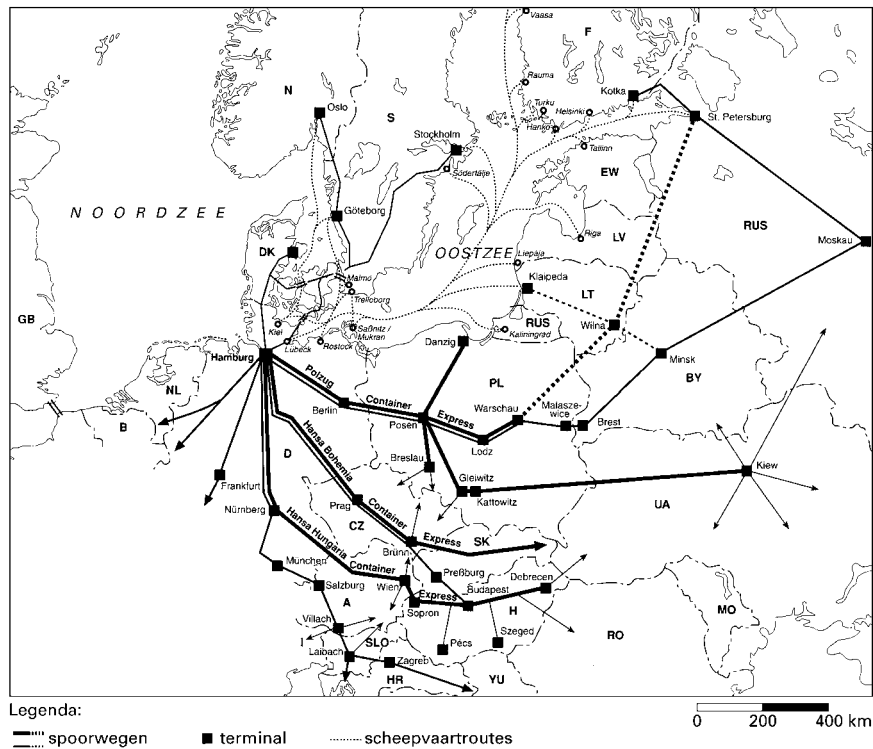 Vaasa
F
Rauma
Kotka
N
Oslo
Turku
Helsinki
S
Hanko
St. Petersburg
Stockholm
Tallinn
Södertälje
EW
NOORDZEE
Göteborg
RUS
Riga
LV
Moskau
DK
OOSTZEE
Liepaja
Klaipeda
Malmö
LT
Trelleborg
GB
Kiel
Saßnitz /
Mukran
RUS
Kaliningrad
Wilna
Lübeck
Rostock
Danzig
Hamburg
Minsk
NL
Polzug
PL
BY
Berlin
Container
Warschau
Malasze-
wice
B
Express
Posen
Brest
Lodz
Hansa Bohemia
D
Breslau
Gleiwitz
Kiew
Frankfurt
Kattowitz
UA
Nürnberg
Prag
Container
Hansa Hungaria
CZ
Express
SK
Brünn
München
Container
Preßburg
Debrecen
Salzburg
Wien
Budapest
A
Express
Sopron
H
MO
Villach
Szeged
RO
I
SLO
Pécs
Laibach
Zagreb
HR
YU
Legenda:
spoorwegen
terminal
scheepvaartroutes
0 200 400 km